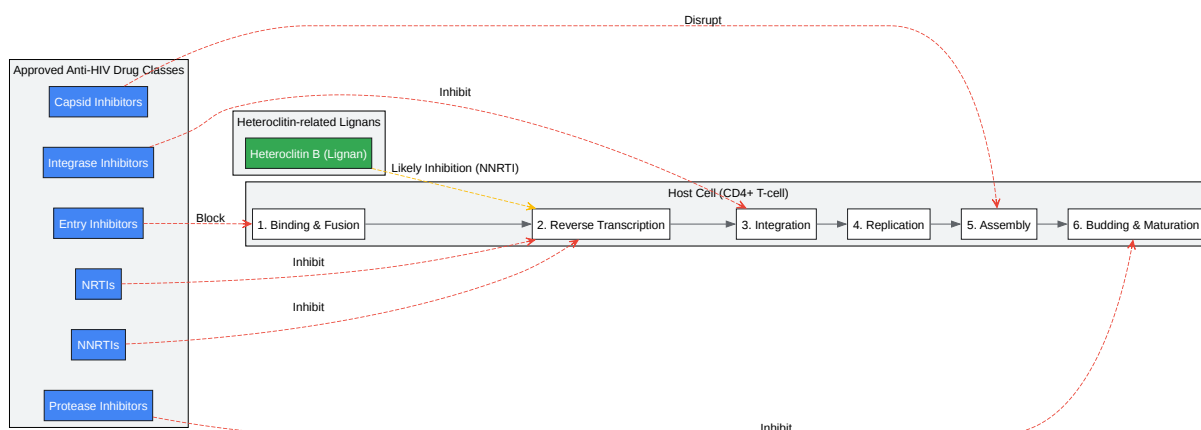 Disrupt
Approved Anti-HIV Drug Classes
Capsid Inhibitors
Inhibit
Heteroclitin-related Lignans
Integrase Inhibitors
Heteroclitin B (Lignan)
Likely Inhibition (NNRTI)
Host Cell (CD4+ T-cell)
Entry Inhibitors
Block
1. Binding & Fusion
2. Reverse Transcription
3. Integration
4. Replication
5. Assembly
6. Budding & Maturation
Inhibit
NRTIs
Inhibit
NNRTIs
Protease Inhibitors
Inhibit